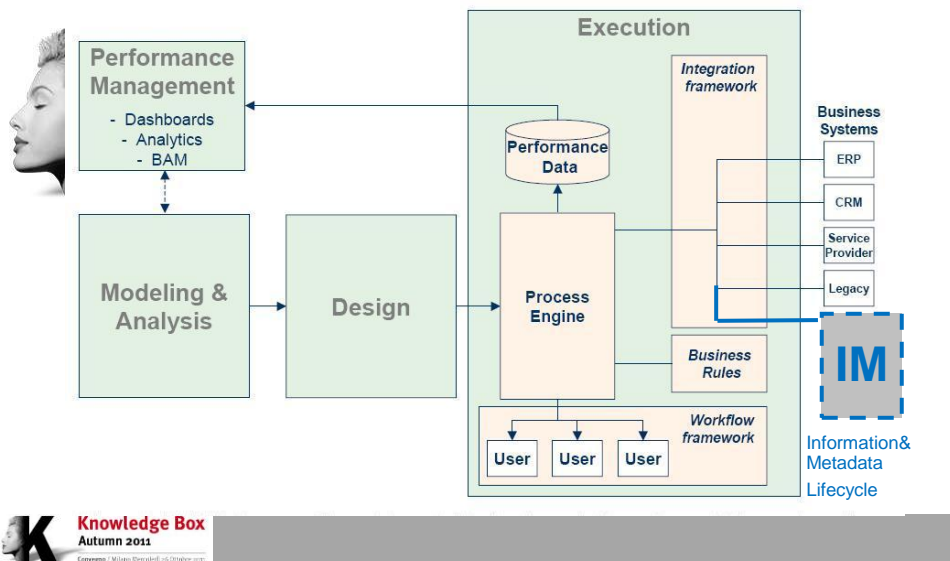 Execution
Performance
Management
- Dashboards
- Analytics
- BAM
Integration
framework
Business
Systems
Performance
Data
ERP
CRM
Service
Provider
Legacy
Modeling &
Analysis
Design
Process
Engine
IM
Business
Rules
Workflow
framework
User
User
User
Information&
Metadata
Lifecycle
K
Knowledge Box
Autumn 2011